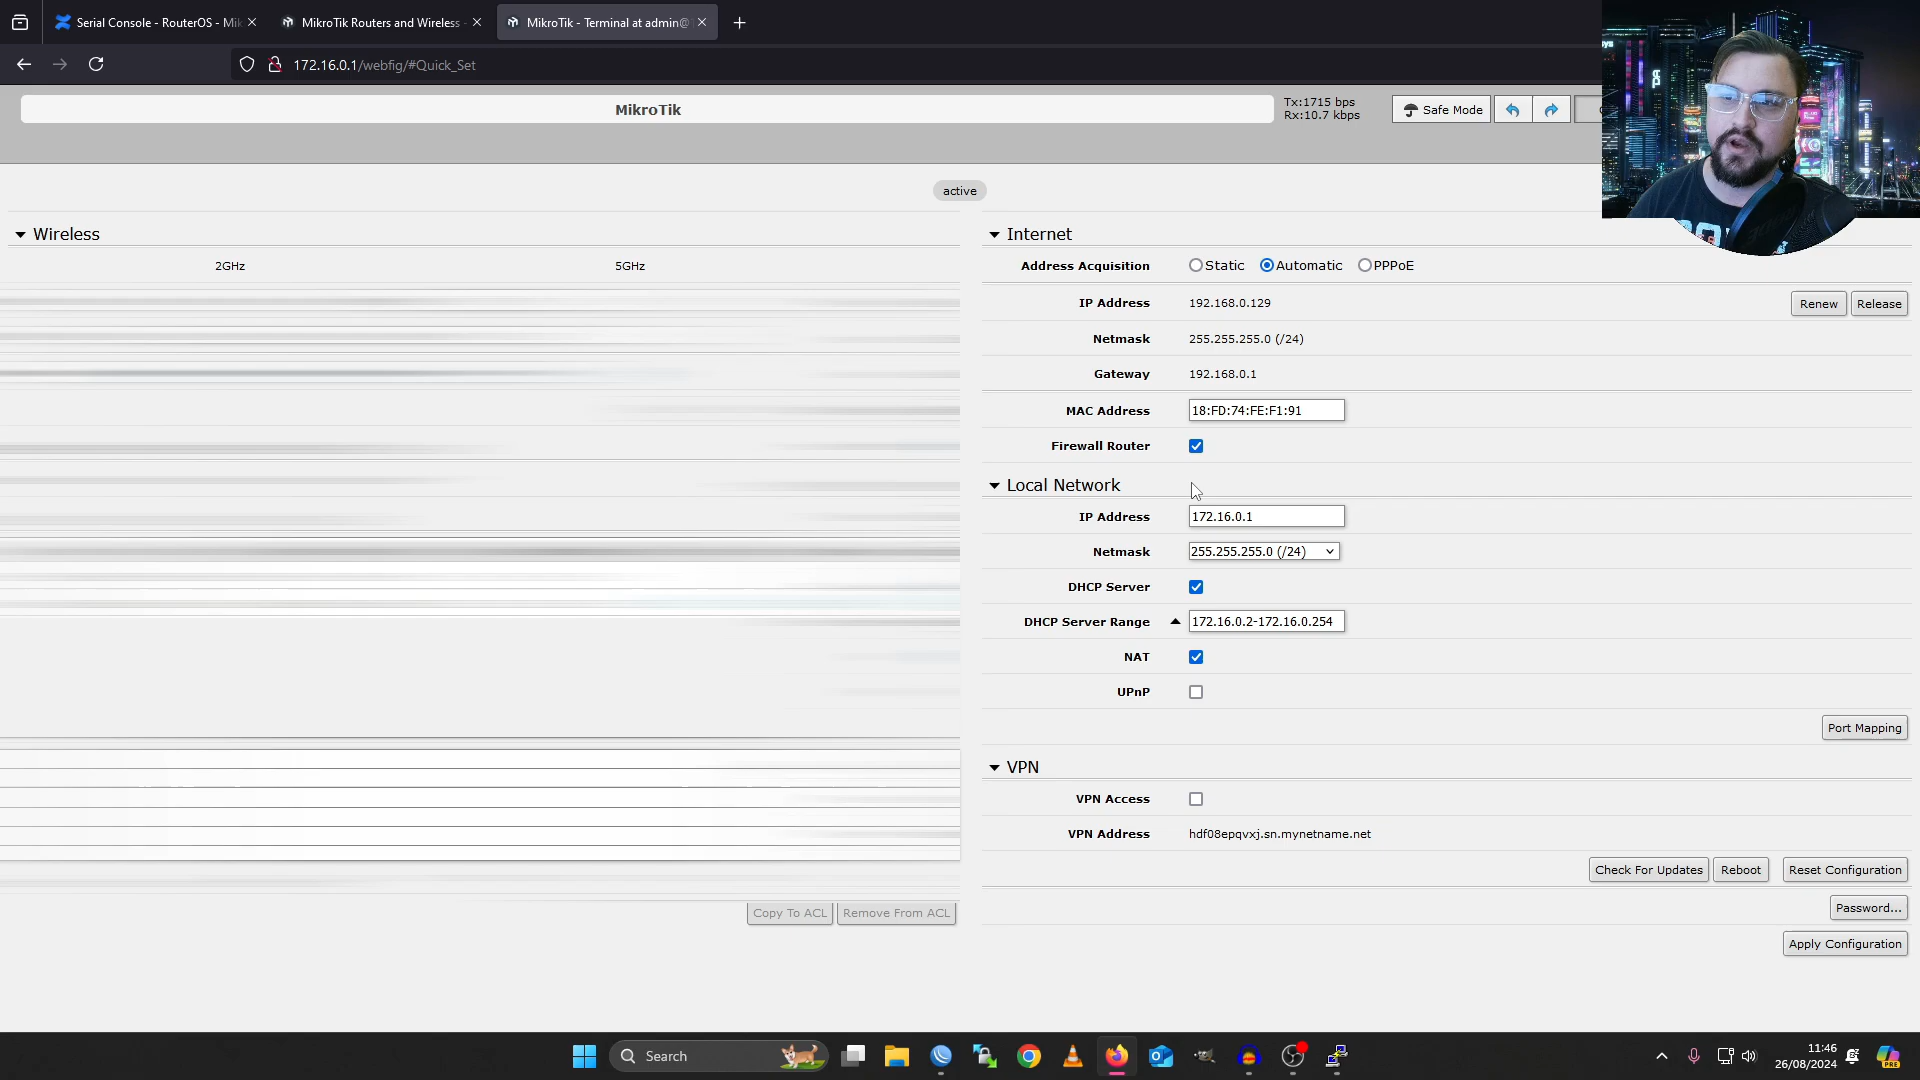 Serial Console - RouterOS - Mik
MikroTik Routers and Wireless -
MikroTik - Terminal at admin@
172.16.0.1/webfig/#Quick_Set
MikroTik
Tx:1715 bps
Rx:10.7 kbps
Safe Mode
active
Wireless
2GHz
5GHz
Copy To ACL
Remove From ACL
Internet
Address Acquisition
Static
Automatic
PPPoE
IP Address
192.168.0.129
Renew
Release
Netmask
255.255.255.0 (/24)
Gateway
192.168.0.1
MAC Address
18:FD:74:FE:F1:91
Firewall Router
Local Network
IP Address
172.16.0.1
Netmask
255.255.255.0 (/24)
DHCP Server
DHCP Server Range
172.16.0.2-172.16.0.254
NAT
UPnP
Port Mapping
VPN
VPN Access
VPN Address
hdf08epqvxj.sn.mynetname.net
Check For Updates
Reboot
Reset Configuration
Password...
Apply Configuration
Search
11:46
26/08/2024
PRE